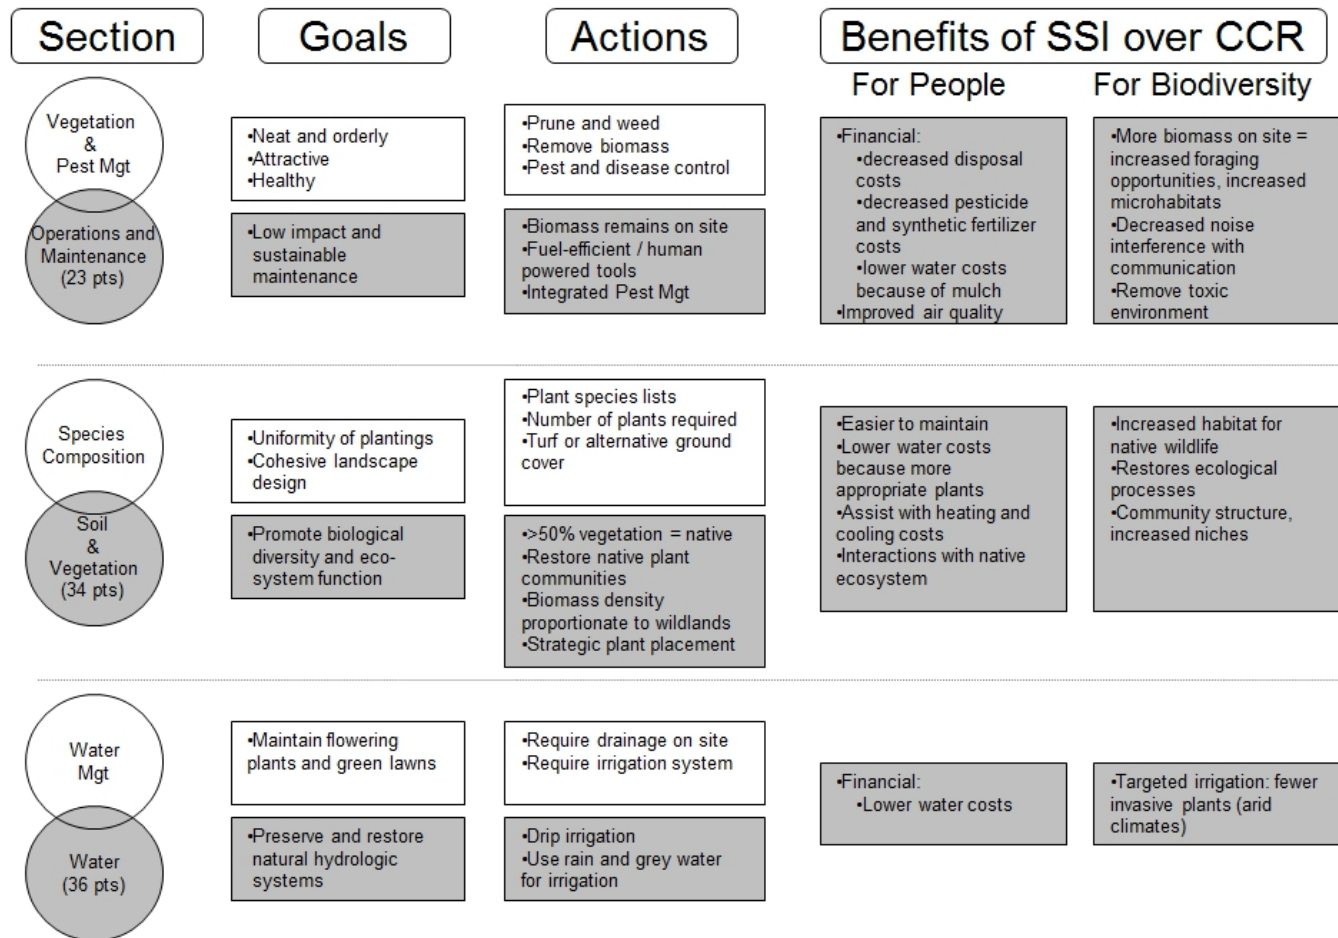 Section
Goals
Actions
Benefits of SSI over CCR
For People
For Biodiversity
Vegetation
&
Pest Mgt
•Neat and orderly
•Attractive
•Healthy
•Prune and weed
•Remove biomass
•Pest and disease control
Operations and
Maintenance
(23 pts)
•Low impact and
sustainable
maintenance
•Biomass remains on site
•Fuel-efficient / human
powered tools
•Integrated Pest Mgt
•Financial:
•decreased disposal
costs
•decreased pesticide
and synthetic fertilizer
costs
•lower water costs
because of mulch
•Improved air quality
•More biomass on site =
increased foraging
opportunities, increased
microhabitats
•Decreased noise
interference with
communication
•Remove toxic
environment
Species
Composition
•Uniformity of plantings
•Cohesive landscape
design
•Plant species lists
•Number of plants required
•Turf or alternative ground
cover
Soil
&
Vegetation
(34 pts)
•Promote biological
diversity and eco-
system function
•>50% vegetation = native
•Restore native plant
communities
•Biomass density
proportionate to wildlands
•Strategic plant placement
•Easier to maintain
•Lower water costs
because more
appropriate plants
•Assist with heating and
cooling costs
•Interactions with native
ecosystem
•Increased habitat for
native wildlife
•Restores ecological
processes
•Community structure,
increased niches
Water
Mgt
•Maintain flowering
plants and green lawns
•Require drainage on site
•Require irrigation system
Water
(36 pts)
•Preserve and restore
natural hydrologic
systems
•Drip irrigation
•Use rain and grey water
for irrigation
•Financial:
•Lower water costs
•Targeted irrigation: fewer
invasive plants (arid
climates)